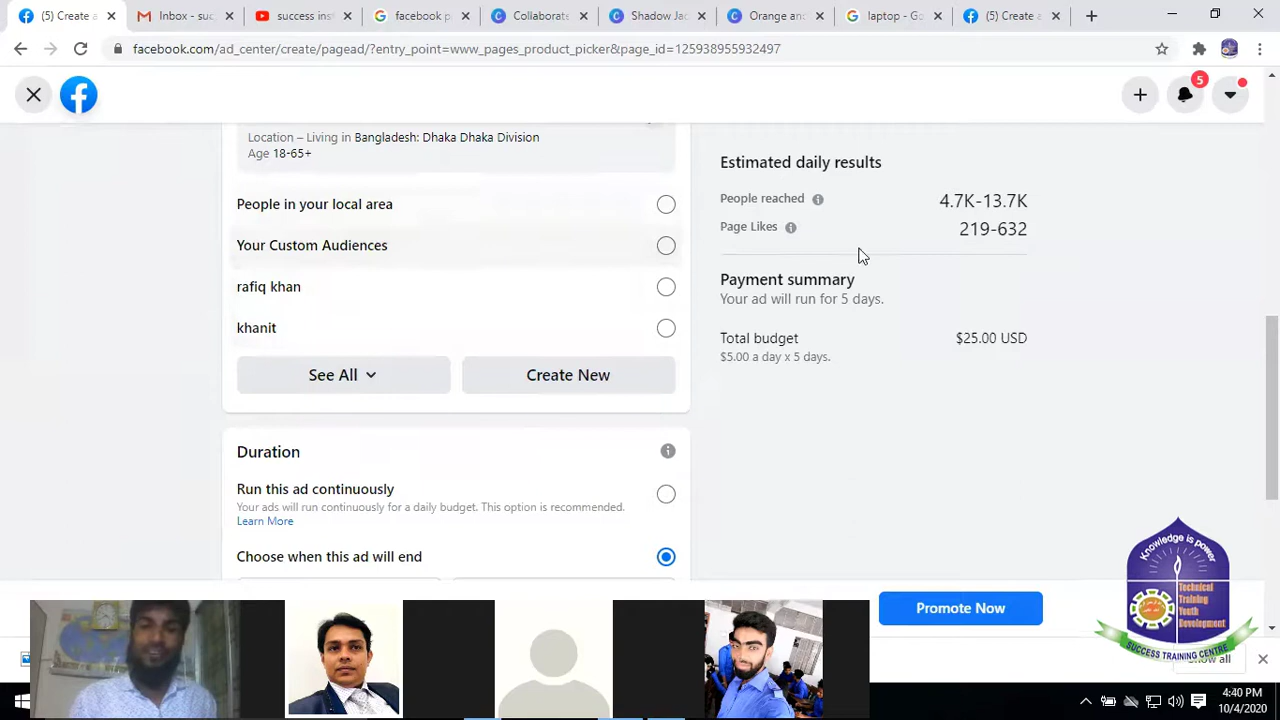 (5) Create a
Inbox - suc
success ins
facebook p
Collaborate
Shadow Jac
Orange an
laptop - Go
(5) Create a
facebook.com/ad_center/create/pagead/?entry_point=www_pages_product_picker&page_id=125938955932497
5
Location – Living in Bangladesh: Dhaka Dhaka Division
Age 18-65+
People in your local area
Your Custom Audiences
rafiq khan
khanit
See All
Create New
Duration
Run this ad continuously
Your ads will run continuously for a daily budget. This option is recommended.
Learn More
Choose when this ad will end
Estimated daily results
People reached
4.7K-13.7K
Page Likes
219-632
Payment summary
Your ad will run for 5 days.
Total budget
$25.00 USD
$5.00 a day x 5 days.
Promote Now
Knowledge is power
Technical
Training
Youth
Development
SUCCESS TRAINING CENTRE
Show all
4:40 PM
10/4/2020